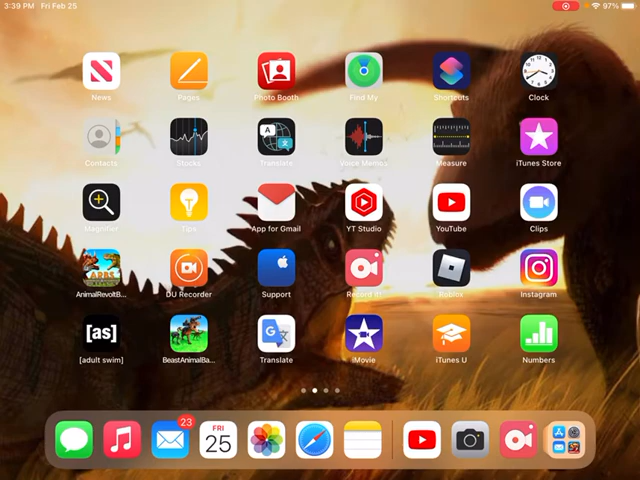 3:39 PM Fri Feb 25
97%
News Pages Photo Booth Find My Shortcuts Clock
Contacts Stocks Translate Voice Memos Measure iTunes Store
Magnifier Tips App for Gmail YT Studio YouTube Clips
AnimalRevoltB... DU Recorder Support Record it! Roblox Instagram
[as]
[adult swim] BeastAnimalBa... Translate iMovie iTunes U Numbers
23
FRI
25